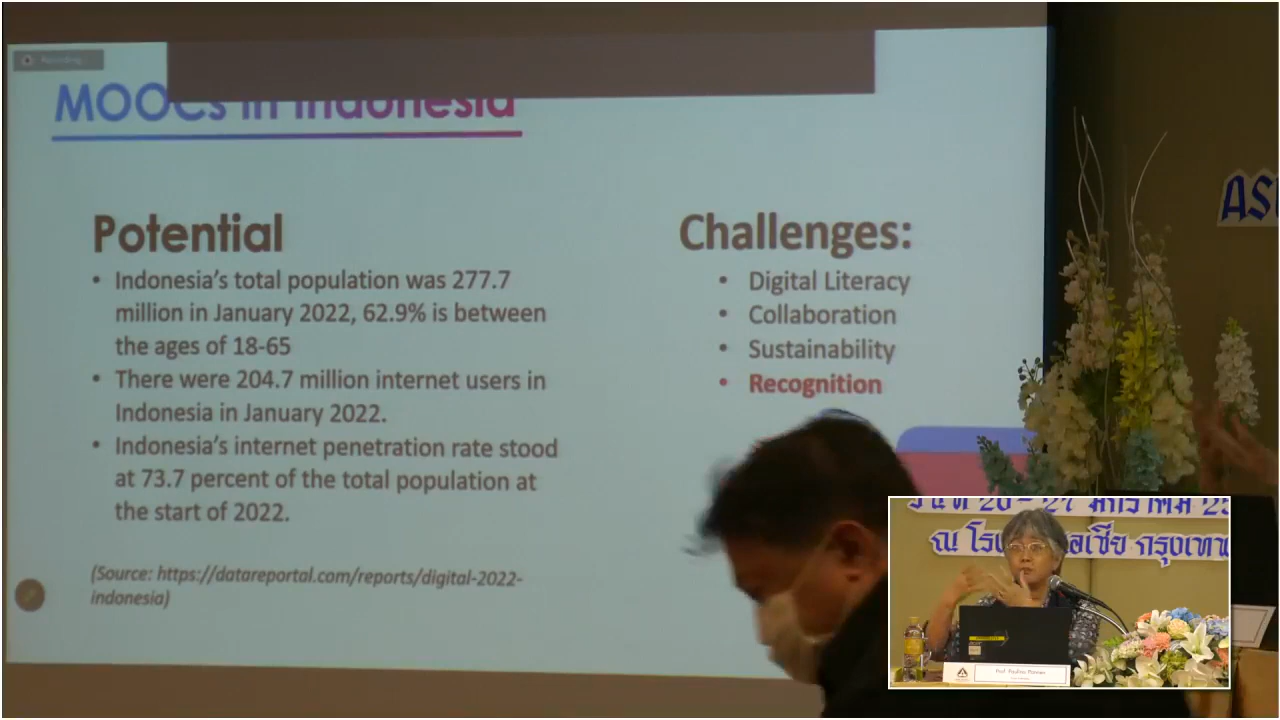 MOOCs in Indonesia
Potential
• Indonesia's total population was 277.7
million in January 2022, 62.9% is between
the ages of 18-65
• There were 204.7 million internet users in
Indonesia in January 2022.
• Indonesia's internet penetration rate stood
at 73.7 percent of the total population at
the start of 2022.
(Source: https://datareportal.com/reports/digital-2022-
indonesia)
Challenges:
• Digital Literacy
• Collaboration
• Sustainability
• Recognition
Prof. Paulina Pannen